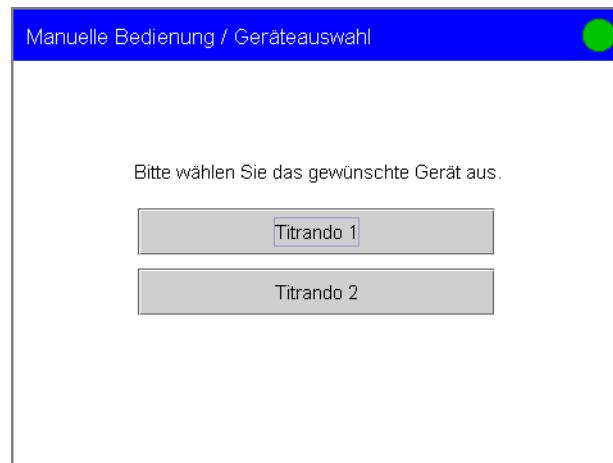 Manuelle Bedienung / Geräteauswahl
Bitte wählen Sie das gewünschte Gerät aus.
Titrando 1
Titrando 2